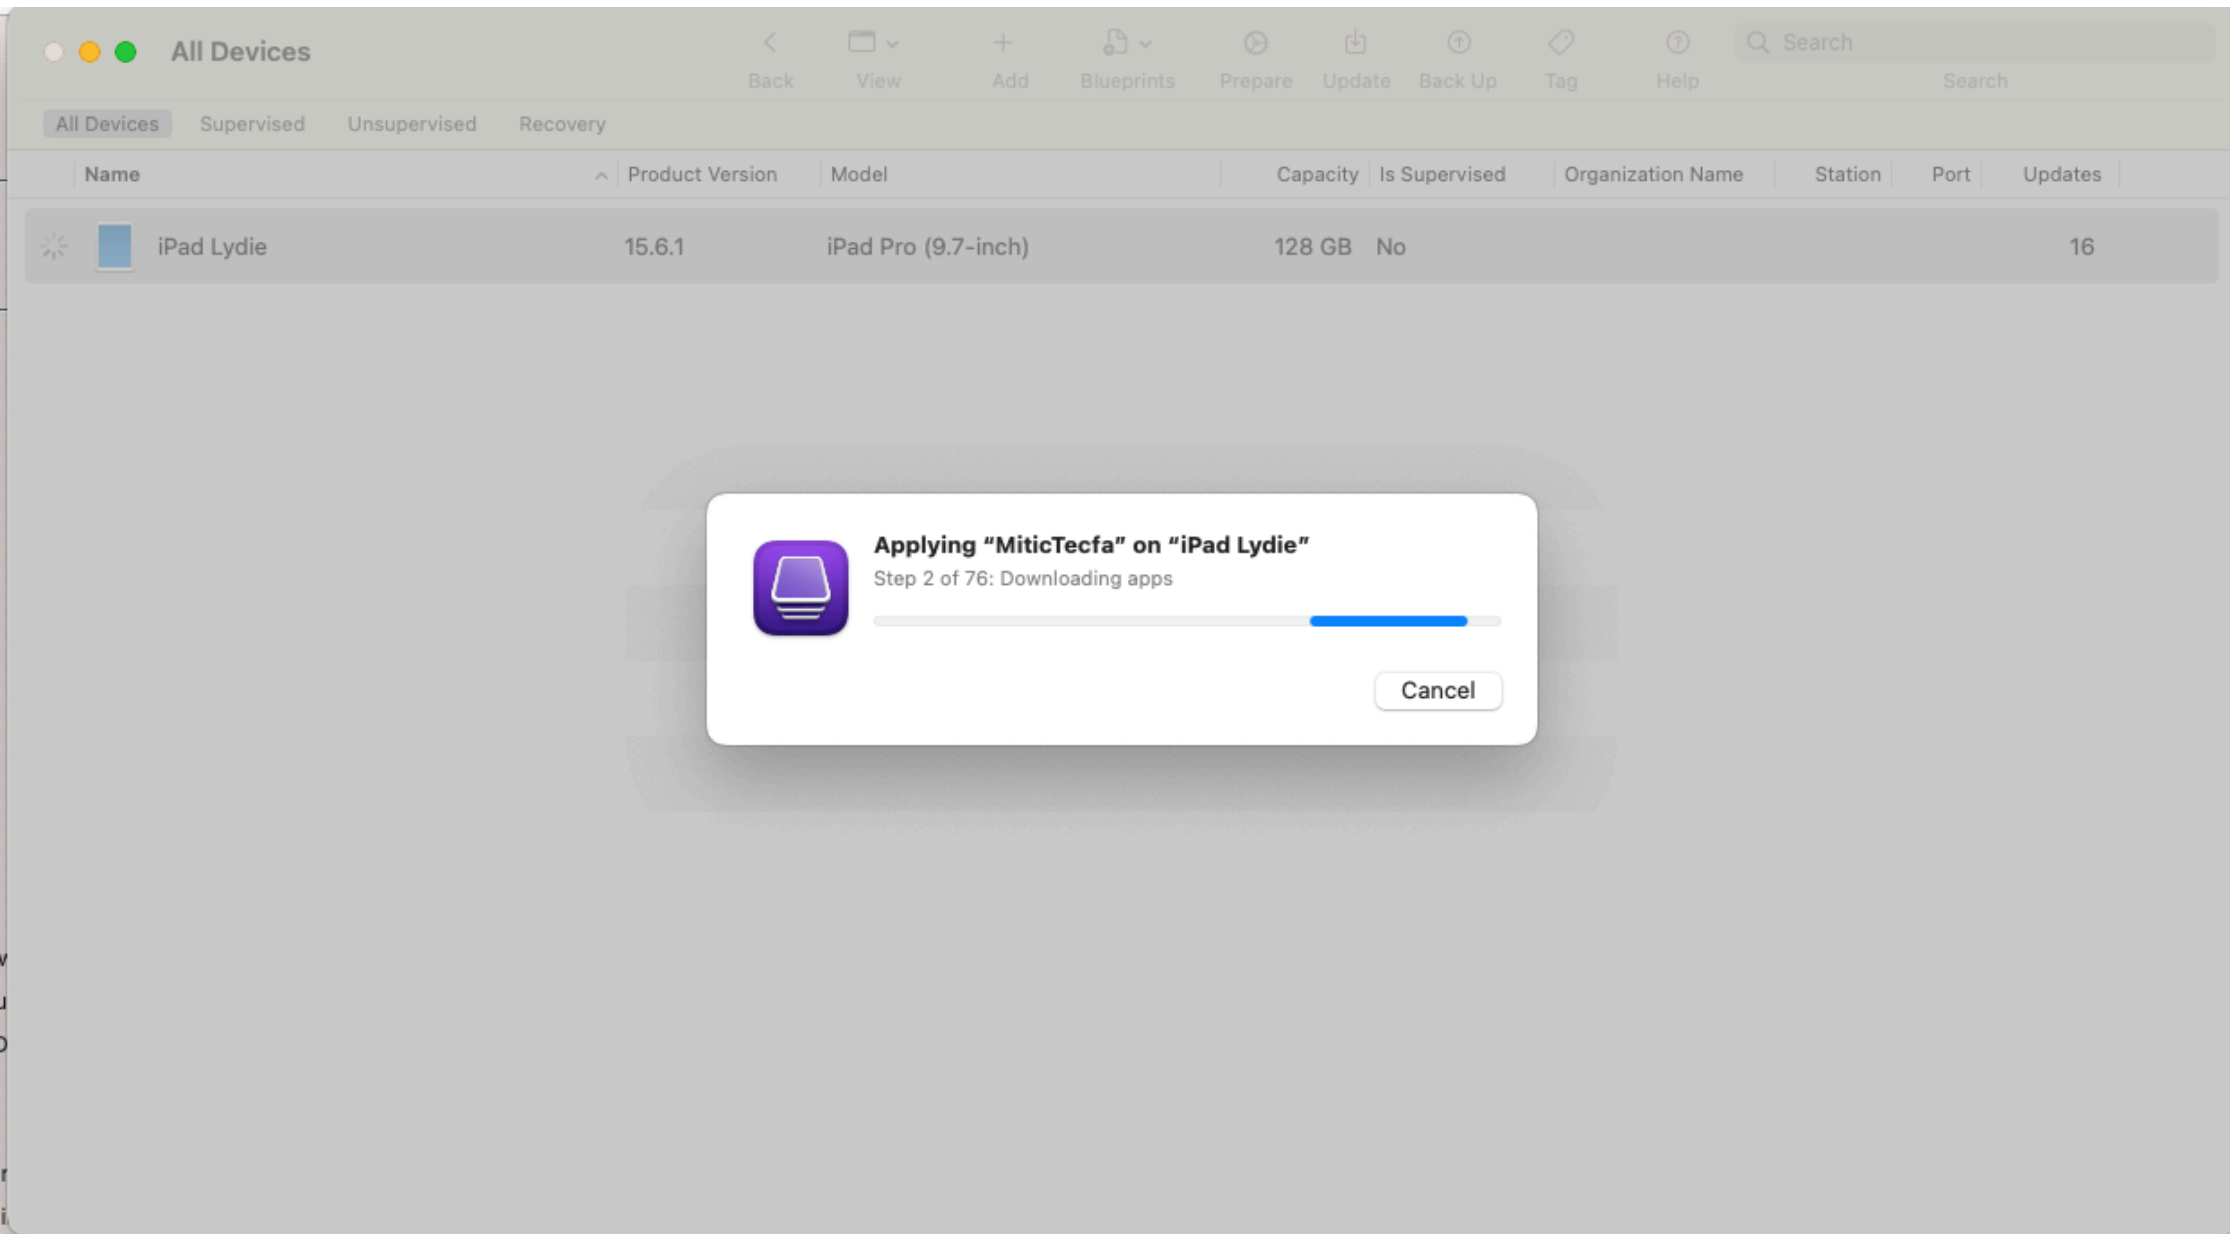 All Devices
Back View Add Blueprints Prepare Update Back Up Tag Help Search
Search
All Devices Supervised Unsupervised Recovery
Name Product Version Model Capacity Is Supervised Organization Name Station Port Updates
iPad Lydie 15.6.1 iPad Pro (9.7-inch) 128 GB No 16
Applying “MiticTecfa” on “iPad Lydie”
Step 2 of 76: Downloading apps
Cancel